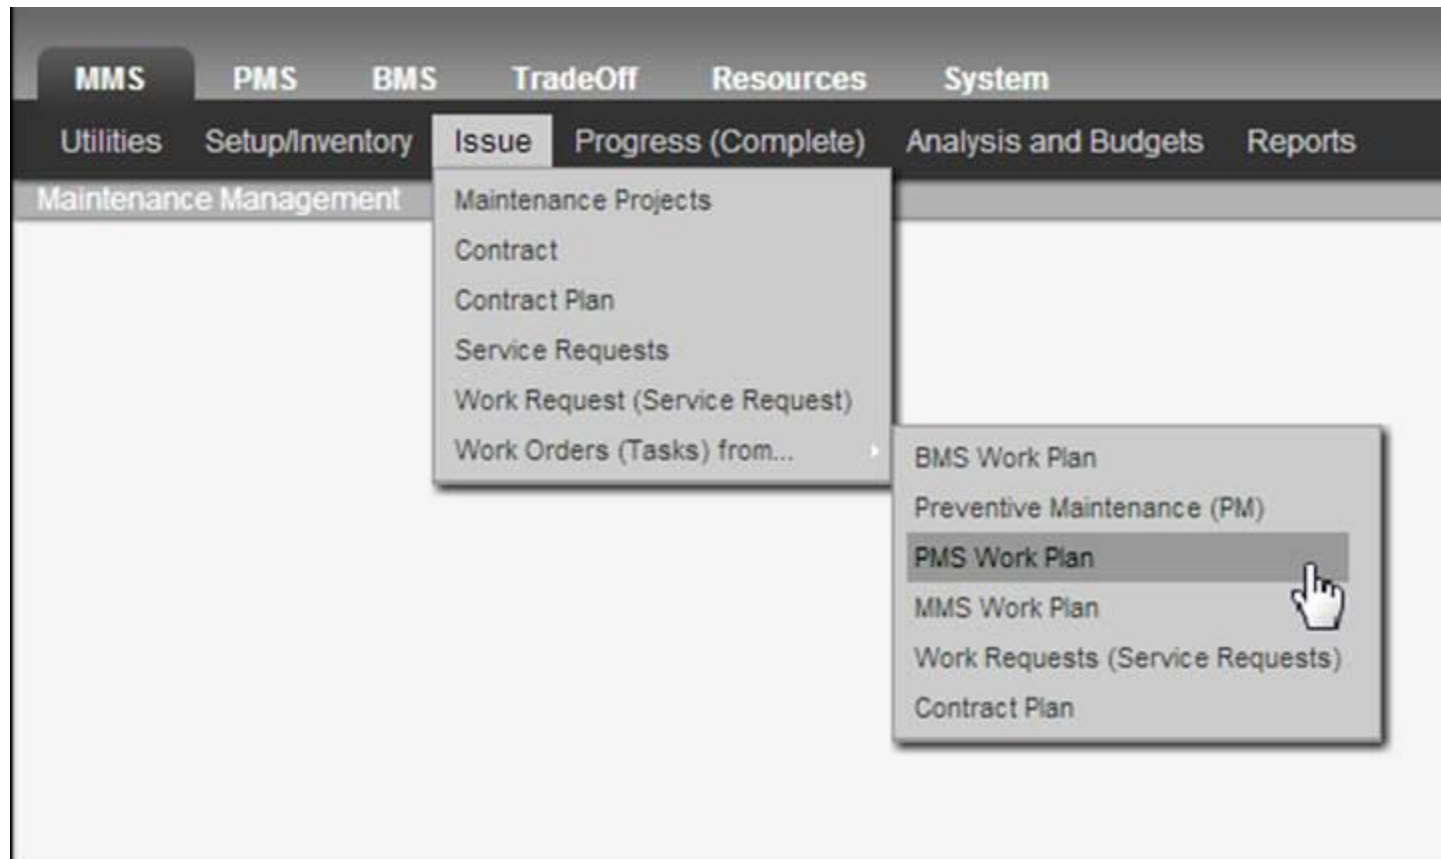 MMS PMS BMS TradeOff Resources System
Utilities Setup/Inventory Issue Progress (Complete) Analysis and Budgets Reports
Maintenance Management
Maintenance Projects
Contract
Contract Plan
Service Requests
Work Request (Service Request)
Work Orders (Tasks) from...
BMS Work Plan
Preventive Maintenance (PM)
PMS Work Plan
MMS Work Plan
Work Requests (Service Requests)
Contract Plan